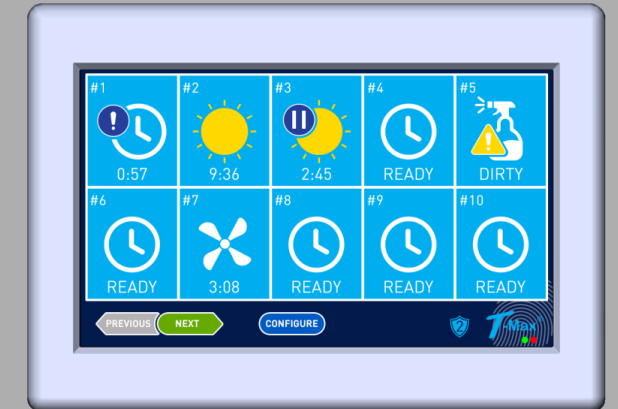 #1
0:57
#2
9:36
#3
2:45
#4
READY
#5
DIRTY
#6
READY
#7
3:08
#8
READY
#9
READY
#10
READY
PREVIOUS
NEXT
CONFIGURE
2
T-Max